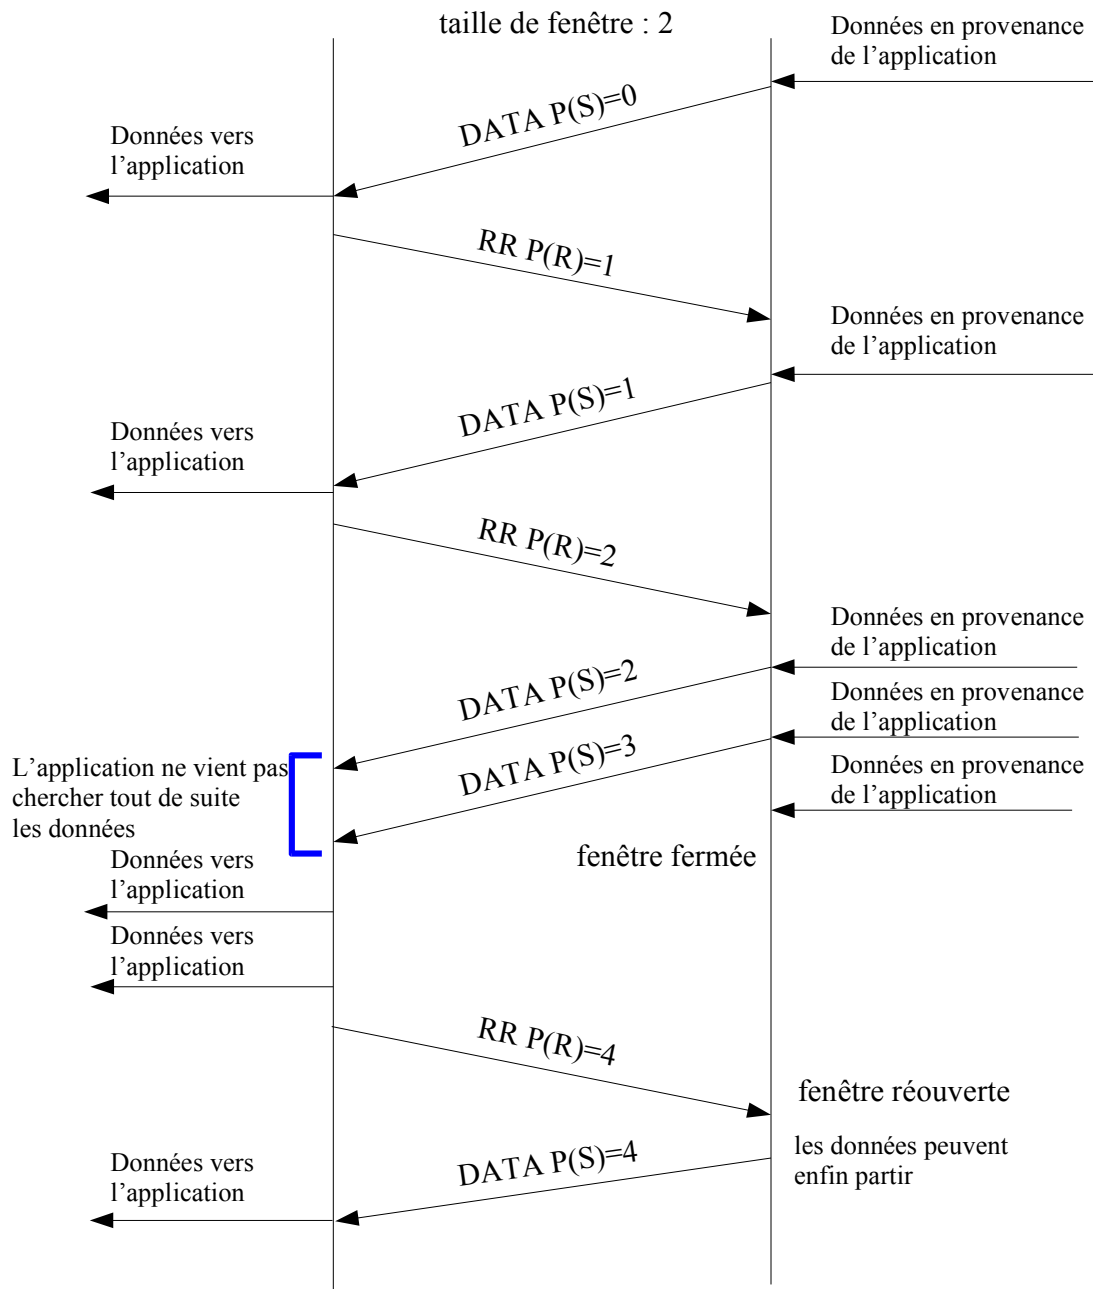 taille de fenêtre : 2
Données en provenance
de l’application
DATA P(S)=0
Données vers
l’application
RR P(R)=1
Données en provenance
de l’application
DATA P(S)=1
Données vers
l’application
RR P(R)=2
Données en provenance
de l’application
DATA P(S)=2
Données en provenance
de l’application
DATA P(S)=3
Données en provenance
de l’application
L’application ne vient pas
chercher tout de suite
les données
fenêtre fermée
Données vers
l’application
Données vers
l’application
RR P(R)=4
fenêtre réouverte
les données peuvent
enfin partir
DATA P(S)=4
Données vers
l’application